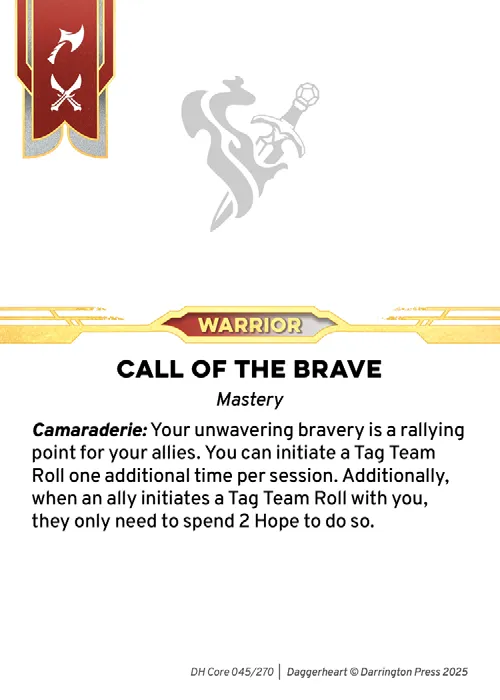 WARRIOR
CALL OF THE BRAVE
Mastery
Camaraderie: Your unwavering bravery is a rallying
point for your allies. You can initiate a Tag Team
Roll one additional time per session. Additionally,
when an ally initiates a Tag Team Roll with you,
they only need to spend 2 Hope to do so.
DH Core 045/270 | Daggerheart © Darrington Press 2025